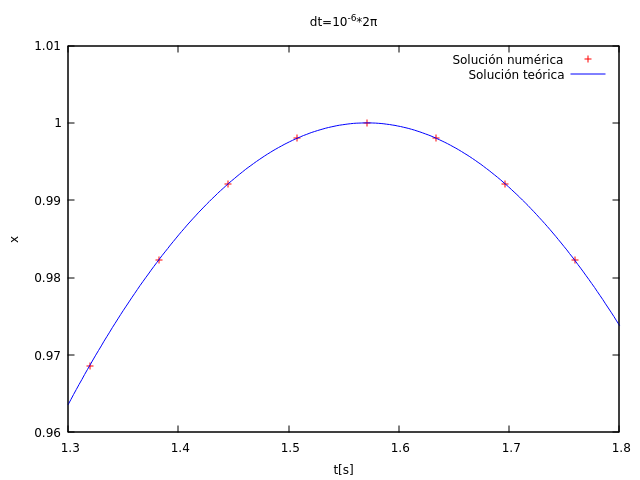 dt=10⁻⁶*2π
Solución numérica
Solución teórica
1.01
1
0.99
0.98
0.97
0.96
x
1.3 1.4 1.5 1.6 1.7 1.8
t[s]